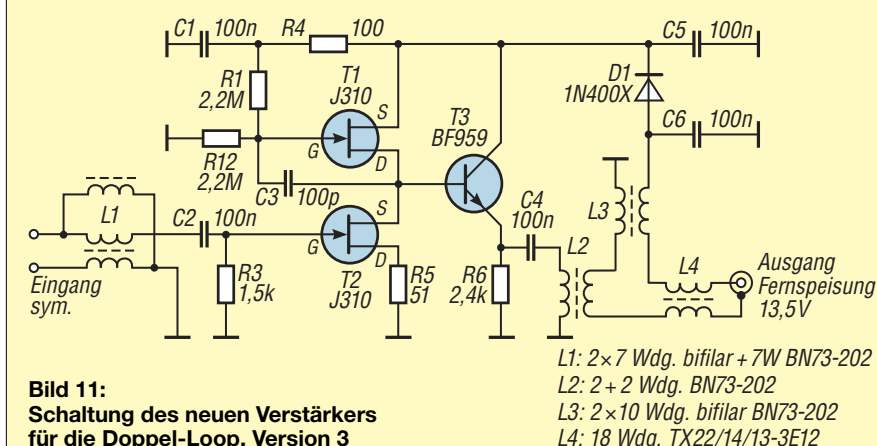 C1 100n R4 100 C5 100n
R1
2,2M
T1
J310
S
D1
1N400X
T3
BF959
C6 100n
R12
2,2M
G
D
C3 100p
L1
C2
100n
S
C4
100n
L3
L2
G
D
Eingang
sym.
R3
1,5k
T2
J310
R5
51
R6
2,4k
L4
Ausgang
Fernspeisung
13,5V
L1: 2×7 Wdg. bifilar + 7W BN73-202
L2: 2 + 2 Wdg. BN73-202
L3: 2×10 Wdg. bifilar BN73-202
L4: 18 Wdg. TX22/14/13-3E12
Bild 11:
Schaltung des neuen Verstärkers
für die Doppel-Loop, Version 3